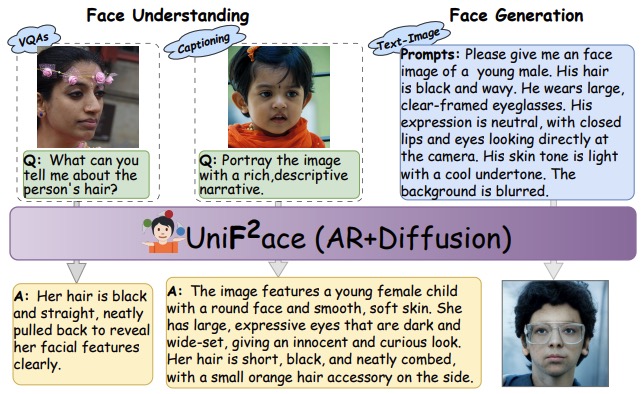 Face Understanding
Face Generation
VQAs
Captioning
Text-Image
Q: What can you
tell me about the
person's hair?
Q: Portray the image
with a rich,descriptive
narrative.
Prompts: Please give me an face
image of a young male. His hair
is black and wavy. He wears large,
clear-framed eyeglasses. His
expression is neutral, with closed
lips and eyes looking directly at
the camera. His skin tone is light
with a cool undertone. The
background is blurred.
UniF²ace (AR+Diffusion)
A: Her hair is black
and straight, neatly
pulled back to reveal
her facial features
clearly.
A: The image features a young female child
with a round face and smooth, soft skin. She
has large, expressive eyes that are dark and
wide-set, giving an innocent and curious look.
Her hair is short, black, and neatly combed,
with a small orange hair accessory on the side.